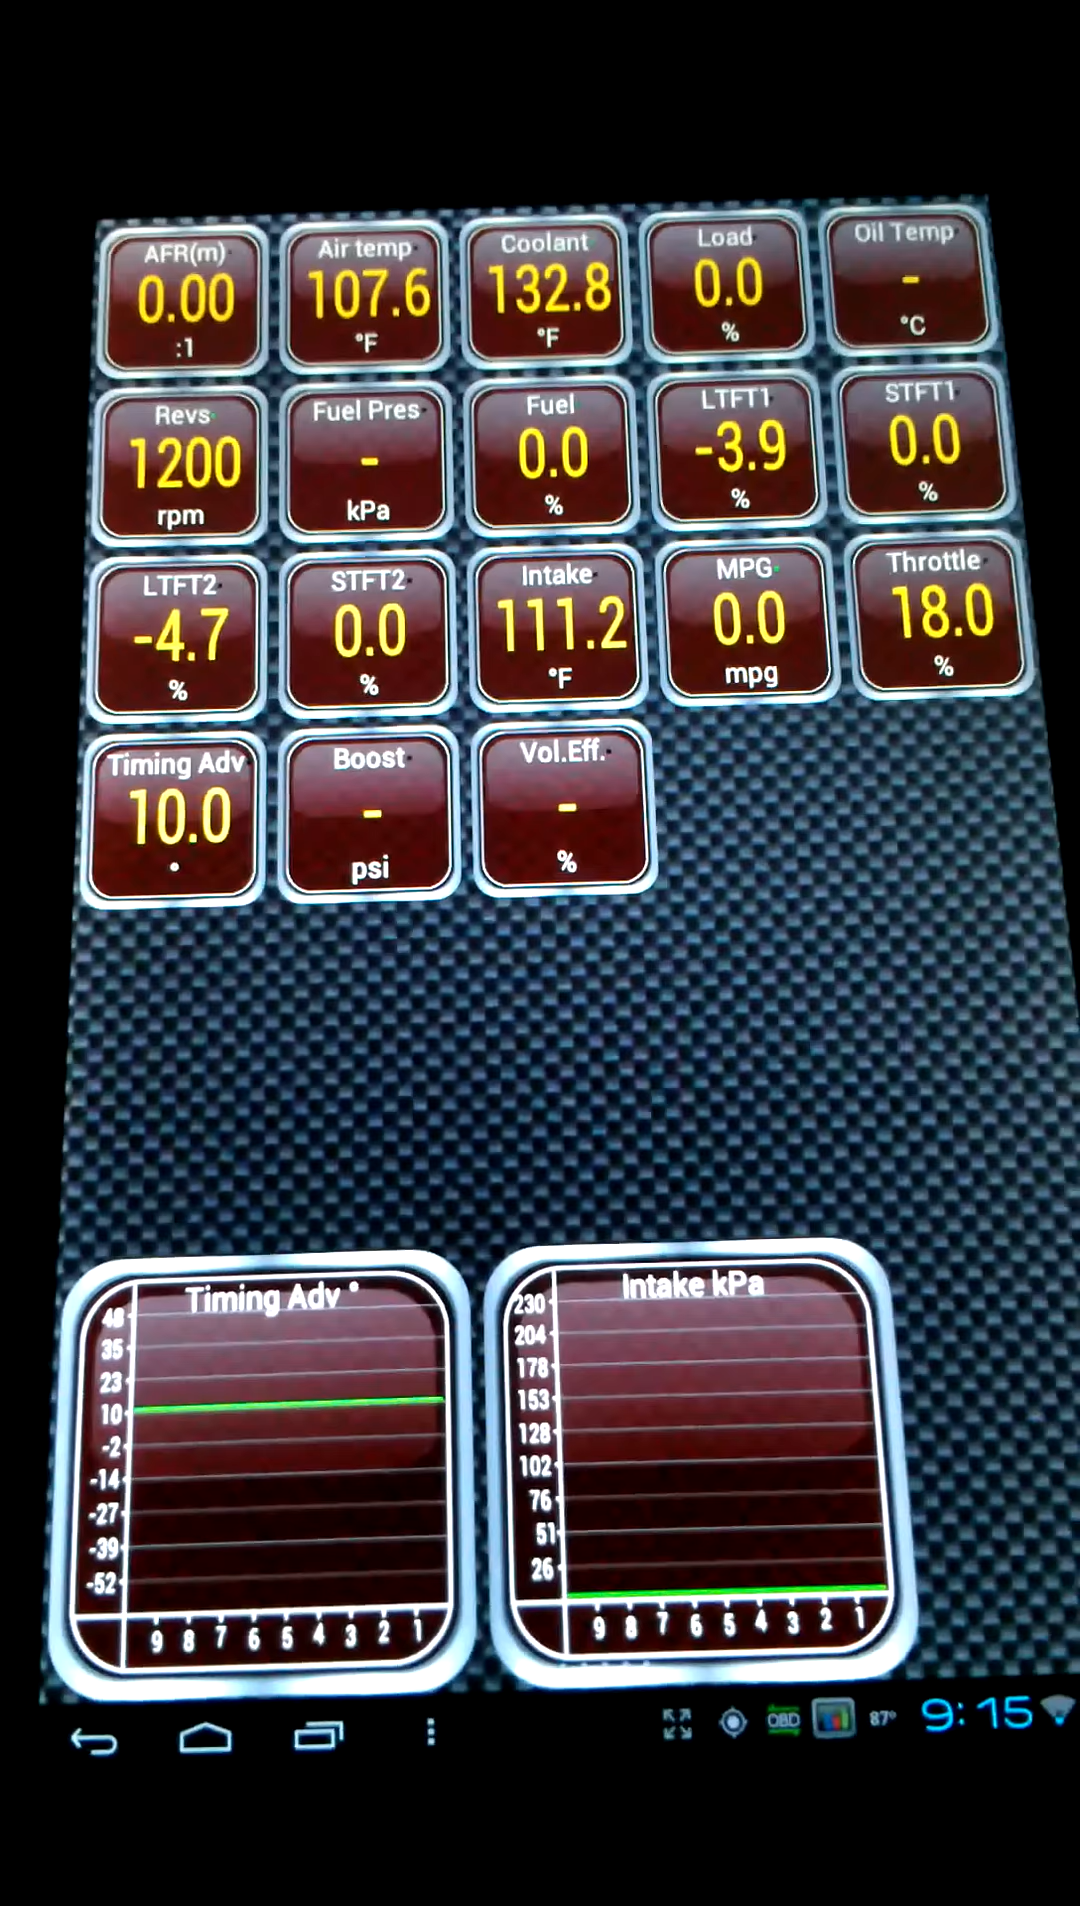 AFR(m)
0.00
:1
Air temp
107.6
°F
Coolant
132.8
°F
Load
0.0
%
Oil Temp
-
°C
Revs
1200
rpm
Fuel Pres
-
kPa
Fuel
0.0
%
LTFT1
-3.9
%
STFT1
0.0
%
LTFT2
-4.7
%
STFT2
0.0
%
Intake
111.2
°F
MPG
0.0
mpg
Throttle
18.0
%
Timing Adv
10.0
°
Boost
-
psi
Vol.Eff.
-
%
Timing Adv °
48
35
23
10
-2
-14
-27
-39
-52
9 8 7 6 5 4 3 2 1
Intake kPa
230
204
178
153
128
102
76
51
26
9 8 7 6 5 4 3 2 1
OBD
87°
9:15